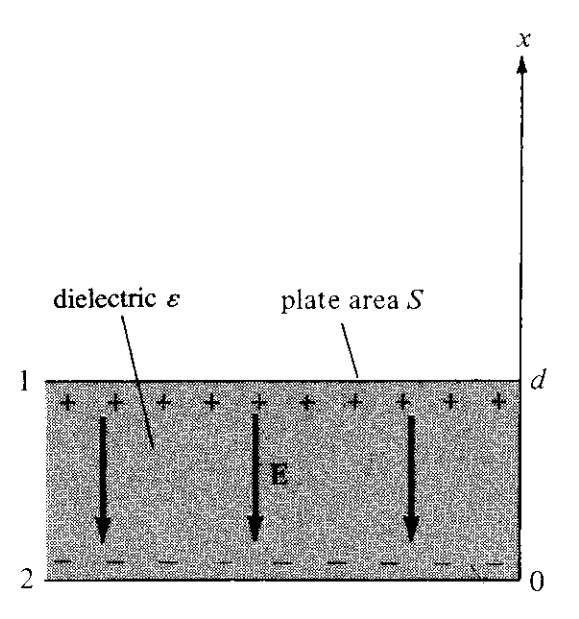 x
dielectric ε
plate area S
1
d
+ + + + + + + + + +
E
− − − − − − − − − −
2
0